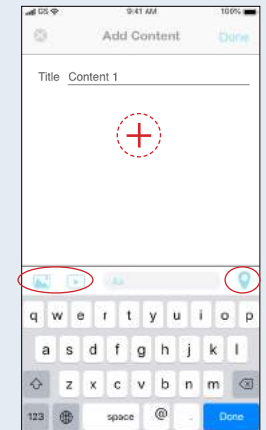 9:41 AM 100%
Add Content Done
Title Content 1
Aa
q w e r t y u i o p
a s d f g h j k l
z x c v b n m
123 space @ . Done